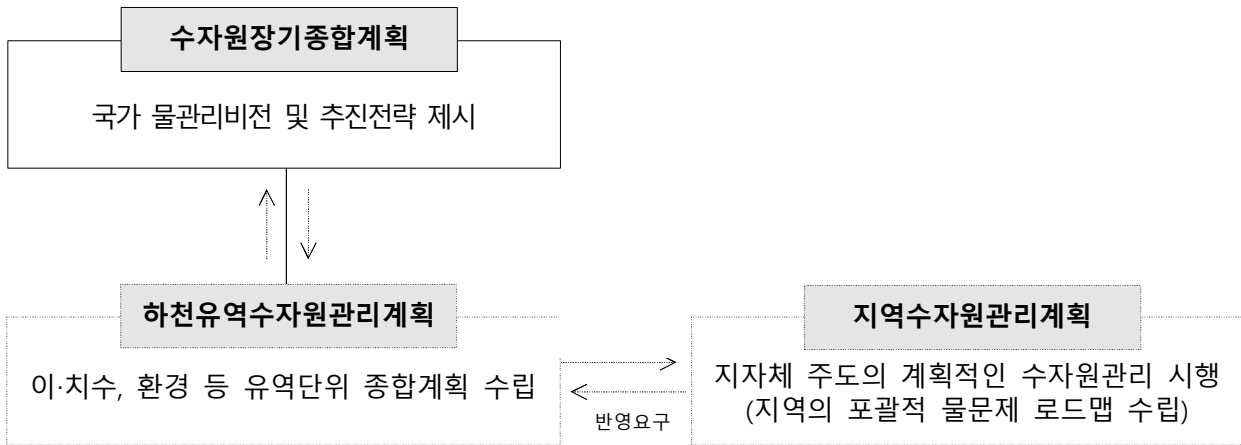 수자원장기종합계획
국가 물관리비전 및 추진전략 제시
하천유역수자원관리계획
이·치수, 환경 등 유역단위 종합계획 수립
반영요구
지역수자원관리계획
지자체 주도의 계획적인 수자원관리 시행
(지역의 포괄적 물문제 로드맵 수립)